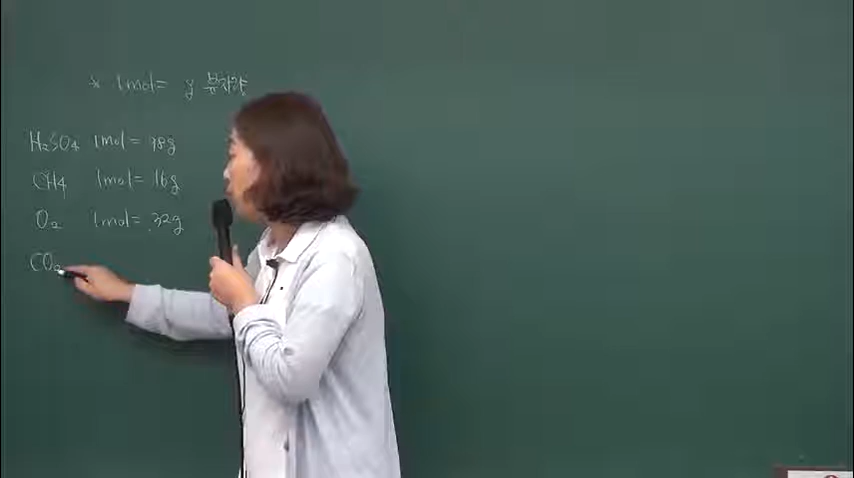 * 1mol = g 분자량
H₂SO₄ 1mol = 98g
CH4 1mol = 16g
O₂ 1mol = 32g
CO₂